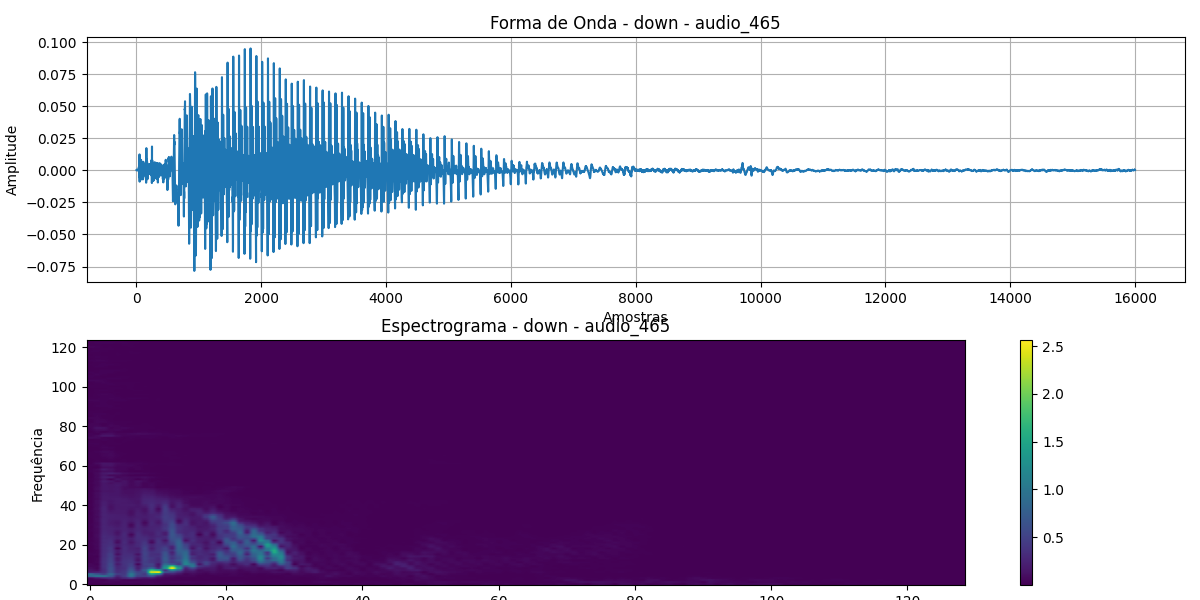 Forma de Onda - down - audio_465
Amplitude
0.100
0.075
0.050
0.025
0.000
−0.025
−0.050
−0.075
0 2000 4000 6000 8000 10000 12000 14000 16000
Amostras
Espectrograma - down - audio_465
Frequência
120
100
80
60
40
20
0
0 20 40 60 80 100 120
2.5
2.0
1.5
1.0
0.5